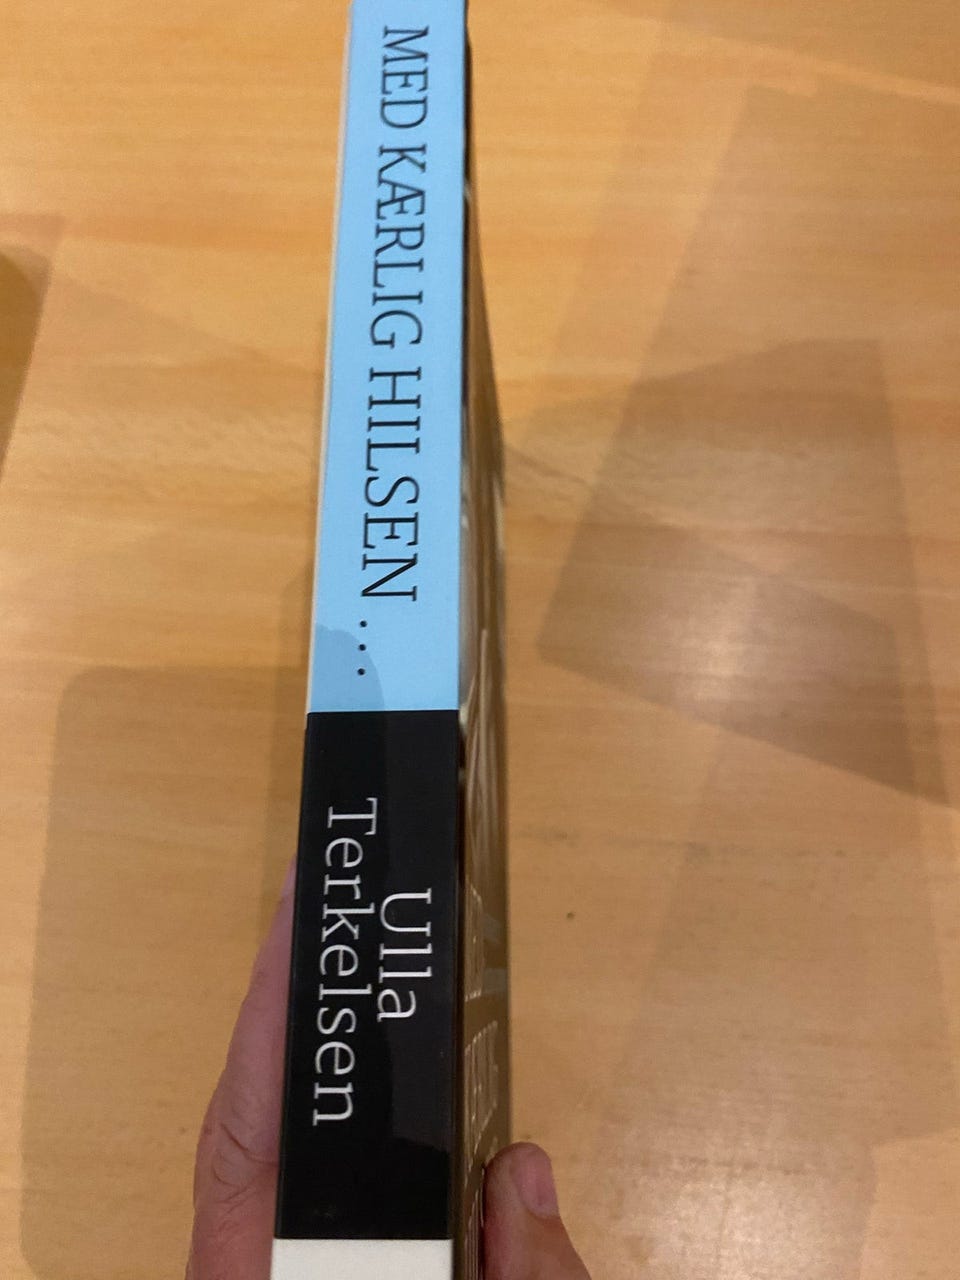 MED KÆRLIG HILSEN ...
Ulla
Terkelsen